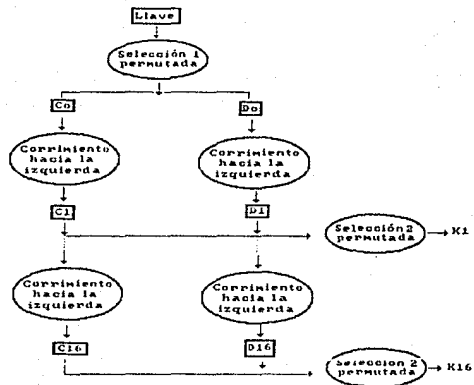 Llave
Selección 1
permutada
Co
Do
Corrimiento
hacia la
izquierda
Corrimiento
hacia la
izquierda
C1
D1
Selección 2
permutada
K1
Corrimiento
hacia la
izquierda
Corrimiento
hacia la
izquierda
C16
D16
Selección 2
permutada
K16